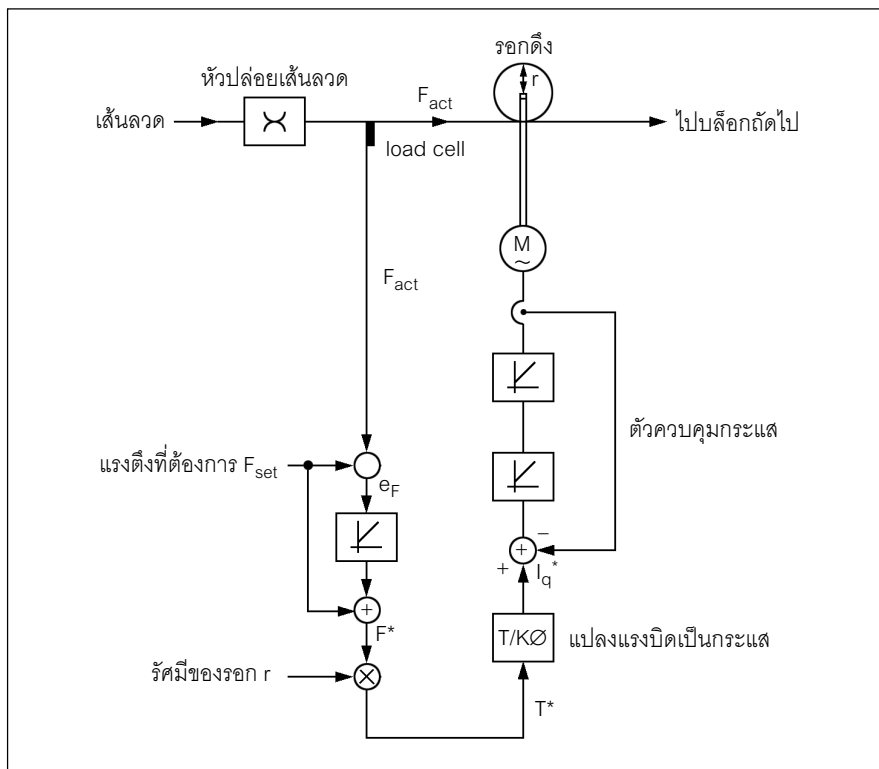 รอกดึง
r
หัวปล่อยเส้นลวด
F_act
เส้นลวด
ไปบล็อกถัดไป
load cell
M
~
F_act
ตัวควบคุมกระแส
แรงตึงที่ต้องการ F_set
e_F
−
+
+
I_q*
+
F*
T/KØ
แปลงแรงบิดเป็นกระแส
รัศมีของรอก r
×
T*